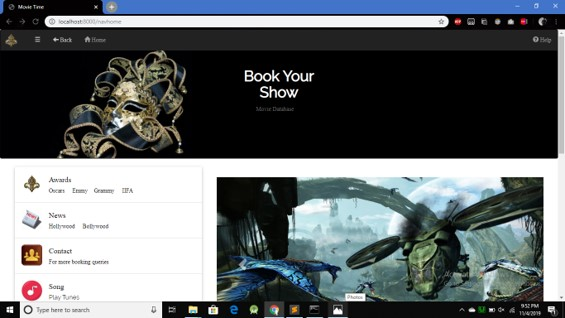 Movie Time
localhost:8000/navhome
Back
Home
Help
Book Your
Show
Mirror Database
Awards
Oscars Emmy Grammy IIFA
News
Hollywood Bollywood
Contact
For more booking queries
Song
Play Tunes
Photos
Type here to search
9:52 PM
11/4/2019